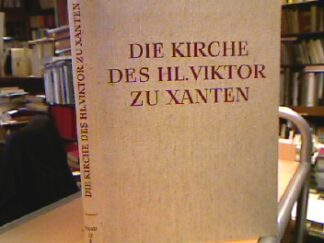 DIE KIRCHE
DES HL. VIKTOR
ZU XANTEN
DIE KIRCHE DES HL. VIKTOR ZU XANTEN